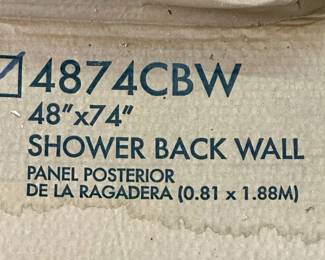 4874CBW
48"x74"
SHOWER BACK WALL
PANEL POSTERIOR
DE LA RAGADERA (0.81 x 1.88M)